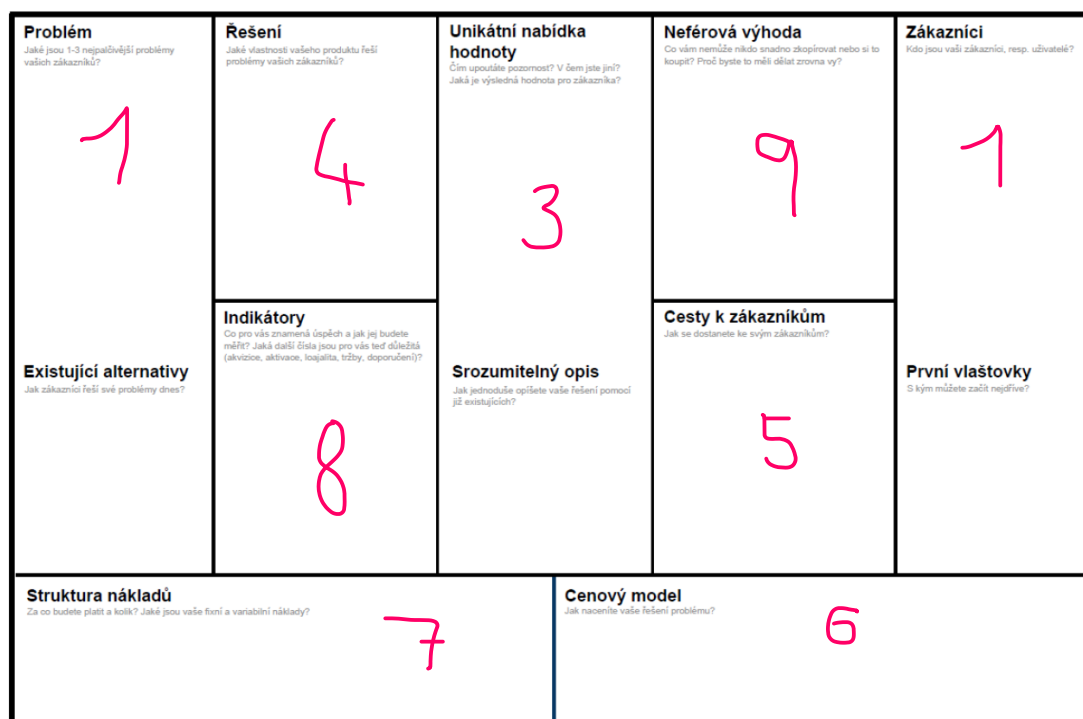 Problém
Jaké jsou 1-3 nejpalčivější problémy
vašich zákazníků?
1
Existující alternativy
Jak zákazníci řeší své problémy dnes?
Řešení
Jaké vlastnosti vašeho produktu řeší
problémy vašich zákazníků?
4
Indikátory
Co pro vás znamená úspěch a jak jej budete
měřit? Jaká další čísla jsou pro vás teď důležitá
(akvizice, aktivace, loajalita, tržby, doporučení)?
8
Unikátní nabídka
hodnoty
Čím upoutáte pozornost? V čem jste jiní?
Jaká je výsledná hodnota pro zákazníka?
3
Srozumitelný opis
Jak jednoduše opíšete vaše řešení pomocí
již existujících?
Neférová výhoda
Co vám nemůže nikdo snadno zkopírovat nebo si to
koupit? Proč byste to měli dělat zrovna vy?
9
Cesty k zákazníkům
Jak se dostanete ke svým zákazníkům?
5
Zákazníci
Kdo jsou vaši zákazníci, resp. uživatelé?
1
První vlaštovky
S kým můžete začít nejdříve?
Struktura nákladů
Za co budete platit a kolik? Jaké jsou vaše fixní a variabilní náklady?
7
Cenový model
Jak naceníte vaše řešení problému?
6